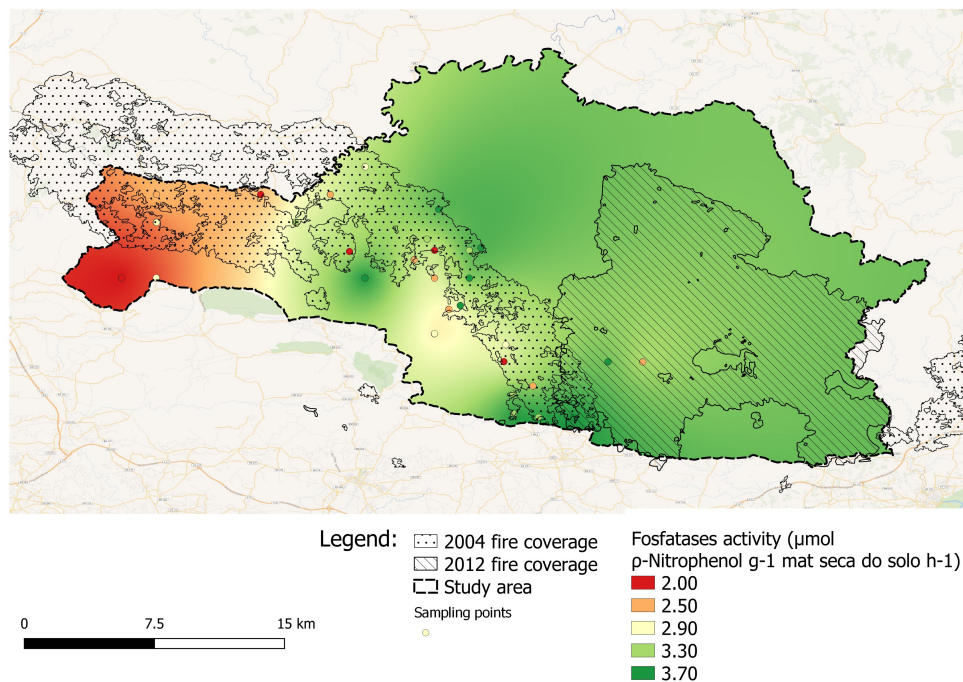 Legend:
2004 fire coverage
2012 fire coverage
Study area
Sampling points
0 7.5 15 km
Fosfatases activity (µmol
ρ-Nitrophenol g-1 mat seca do solo h-1)
2.00
2.50
2.90
3.30
3.70